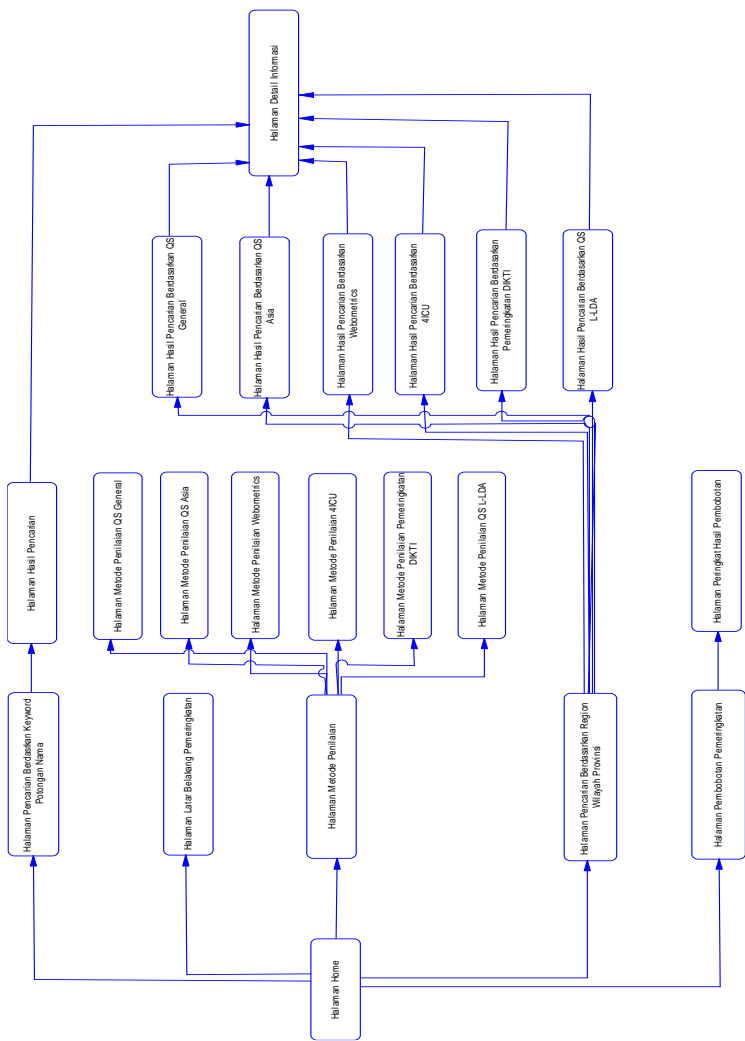 Halaman Home
Halaman Pencarian Berdasrkan Keyword
Potongan Nama
Halaman Latar Belakang Pemeringkatan
Halaman Metode Penilaian
Halaman Pencarian Berdasarkan Region
Wilayah Provinsi
Halaman Pembobotan Pemeringkatan
Halaman Hasil Pencarian
Halaman Metode Penilaian QS General
Halaman Metode Penilaian QS Asia
Halaman Metode Penilaian Webometrics
Halaman Metode Penilaian 4ICU
Halaman Metode Penilaian Pemeringkatan
DIKTI
Halaman Metode Penilaian QS L-LDA
Halaman Peringkat Hasil Pembobotan
Halaman Hasil Pencarian Berdasarkan QS
General
Halaman Hasil Pencarian Berdasarkan QS
Asia
Halaman Hasil Pencarian Berdasarkan
Webometrics
Halaman Hasil Pencarian Berdasarkan
4ICU
Halaman Hasil Pencarian Berdasarkan
Pemeringkatan DIKTI
Halaman Hasil Pencarian Berdasarkan QS
L-LDA
Halaman Detail Informasi